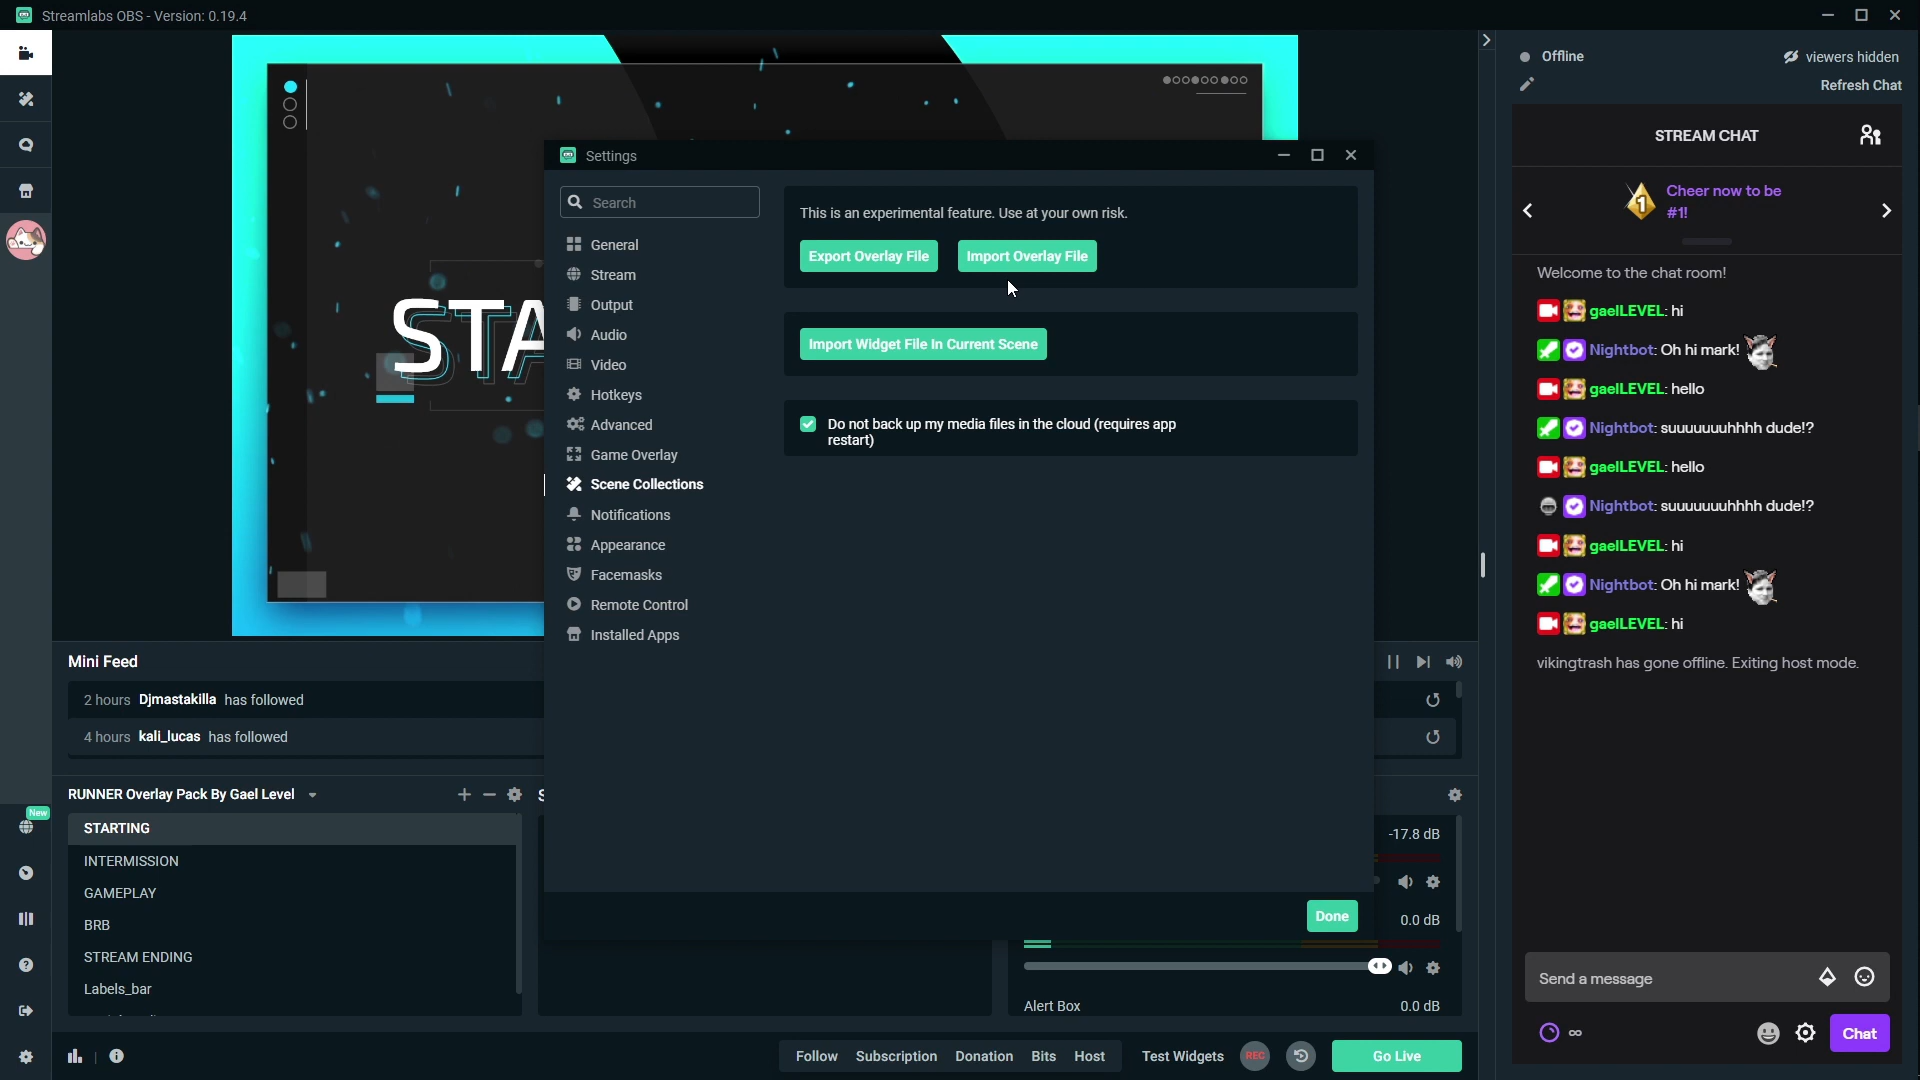 Streamlabs OBS - Version: 0.19.4
STA
Settings
Search
General
Stream
Output
Audio
Video
Hotkeys
Advanced
Game Overlay
Scene Collections
Notifications
Appearance
Facemasks
Remote Control
Installed Apps
This is an experimental feature. Use at your own risk.
Export Overlay File
Import Overlay File
Import Widget File In Current Scene
Do not back up my media files in the cloud (requires app
restart)
Done
Mini Feed
2 hours Djmastakilla has followed
4 hours kali_lucas has followed
New
RUNNER Overlay Pack By Gael Level
STARTING
INTERMISSION
GAMEPLAY
BRB
STREAM ENDING
Labels_bar
-17.8 dB
0.0 dB
Alert Box 0.0 dB
Follow Subscription Donation Bits Host
Test Widgets
REC
Go Live
Offline
viewers hidden
Refresh Chat
STREAM CHAT
1
Cheer now to be
#1!
Welcome to the chat room!
gaelLEVEL: hi
Nightbot: Oh hi mark!
gaelLEVEL: hello
Nightbot: suuuuuuuhhhh dude!?
gaelLEVEL: hello
Nightbot: suuuuuuuhhhh dude!?
gaelLEVEL: hi
Nightbot: Oh hi mark!
gaelLEVEL: hi
vikingtrash has gone offline. Exiting host mode.
Send a message
∞
Chat